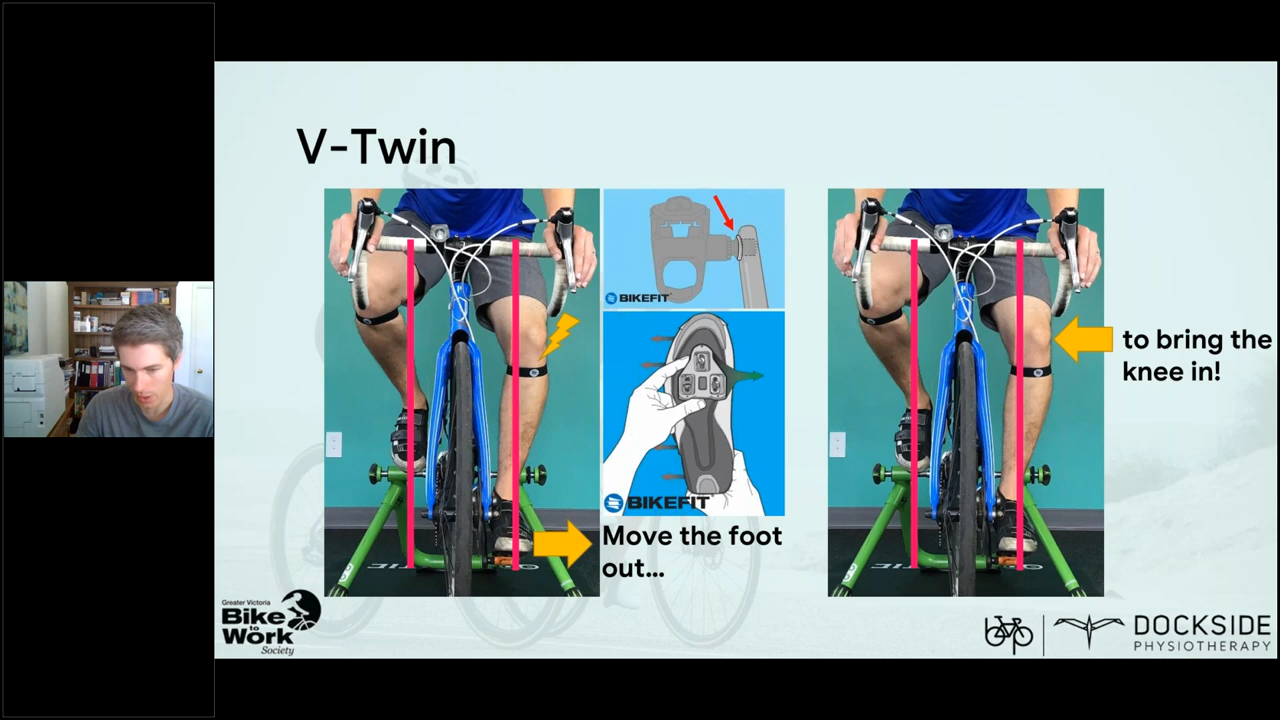 V-Twin
BIKEFIT
BIKEFIT
Move the foot
out...
to bring the
knee in!
Greater Victoria
Bike
to
Work
Society
DOCKSIDE
PHYSIOTHERAPY